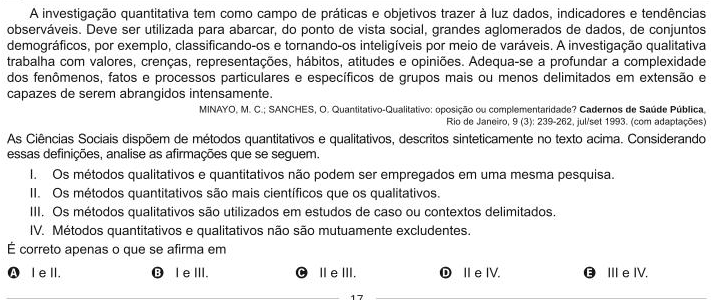 A investigação quantitativa tem como campo de práticas e objetivos trazer à luz dados, indicadores e tendências
observáveis. Deve ser utilizada para abarcar, do ponto de vista social, grandes aglomerados de dados, de conjuntos
demográficos, por exemplo, classificando-os e tornando-os inteligíveis por meio de varáveis. A investigação qualitativa
trabalha com valores, crenças, representações, hábitos, atitudes e opiniões. Adequa-se a profundar a complexidade
dos fenômenos, fatos e processos particulares e específicos de grupos mais ou menos delimitados em extensão e
capazes de serem abrangidos intensamente.
MINAYO, M. C.; SANCHES, O. Quantitativo-Qualitativo: oposição ou complementaridade? Cadernos de Saúde Pública,
Rio de Janeiro, 9 (3): 239-262, jul/set 1993. (com adaptações)
As Ciências Sociais dispõem de métodos quantitativos e qualitativos, descritos sinteticamente no texto acima. Considerando
essas definições, analise as afirmações que se seguem.
I. Os métodos qualitativos e quantitativos não podem ser empregados em uma mesma pesquisa.
II. Os métodos quantitativos são mais científicos que os qualitativos.
III. Os métodos qualitativos são utilizados em estudos de caso ou contextos delimitados.
IV. Métodos quantitativos e qualitativos não são mutuamente excludentes.
É correto apenas o que se afirma em
A I e II. B I e III. C II e III. D II e IV. E III e IV.
17